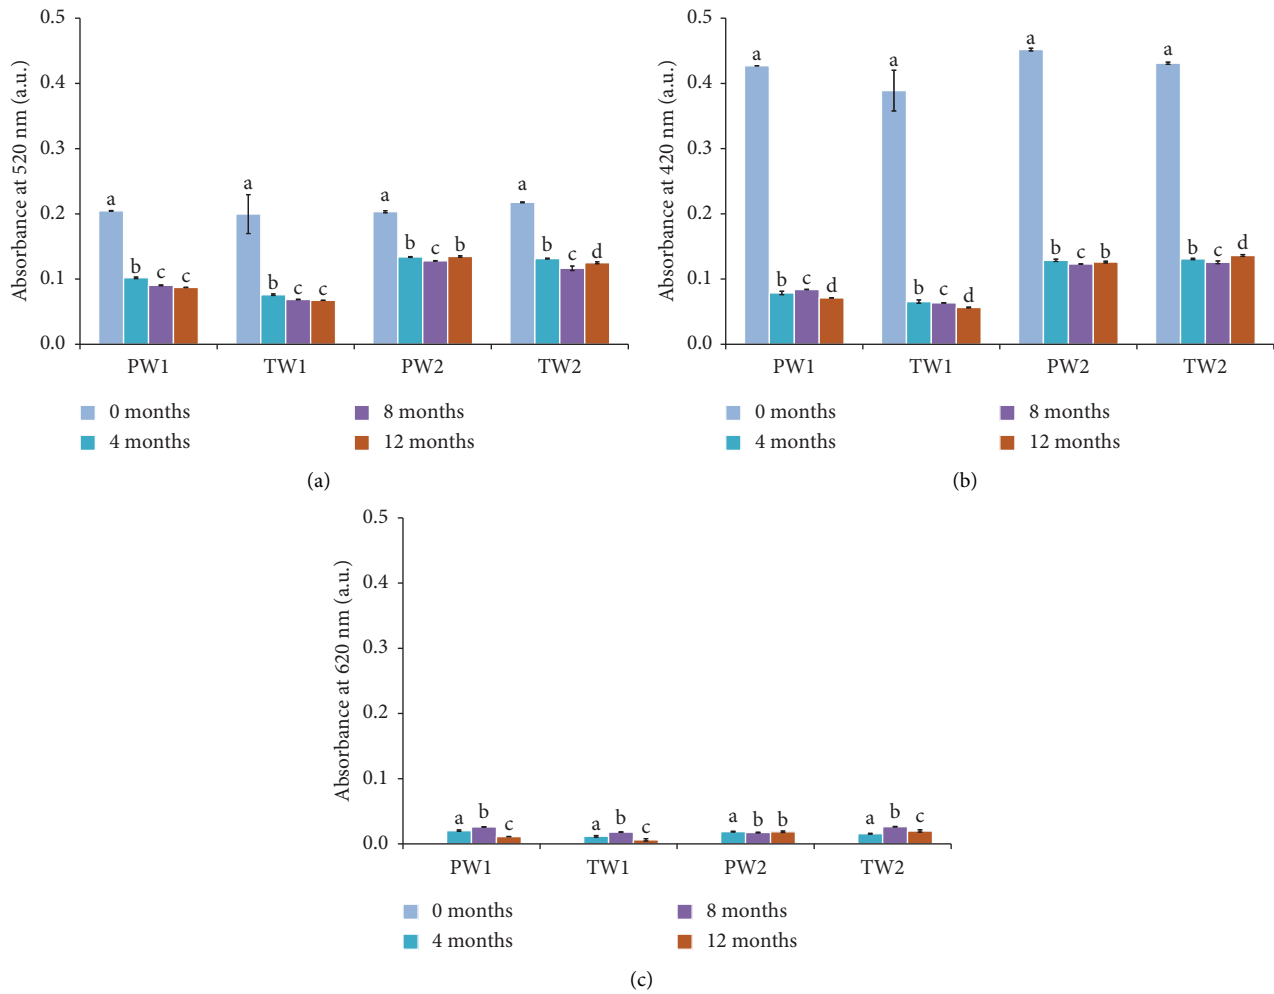 Absorbance at 520 nm (a.u.)
0.5
0.4
0.3
0.2
0.1
0.0
a b c c
a b c c
a b c b
a b c d
PW1 TW1 PW2 TW2
0 months 8 months
4 months 12 months
(a)
Absorbance at 420 nm (a.u.)
0.5
0.4
0.3
0.2
0.1
0.0
a b c d
a b c d
a b c b
a b c d
PW1 TW1 PW2 TW2
0 months 8 months
4 months 12 months
(b)
Absorbance at 620 nm (a.u.)
0.5
0.4
0.3
0.2
0.1
0.0
a b c
a b c
a b b
a b c
PW1 TW1 PW2 TW2
0 months 8 months
4 months 12 months
(c)